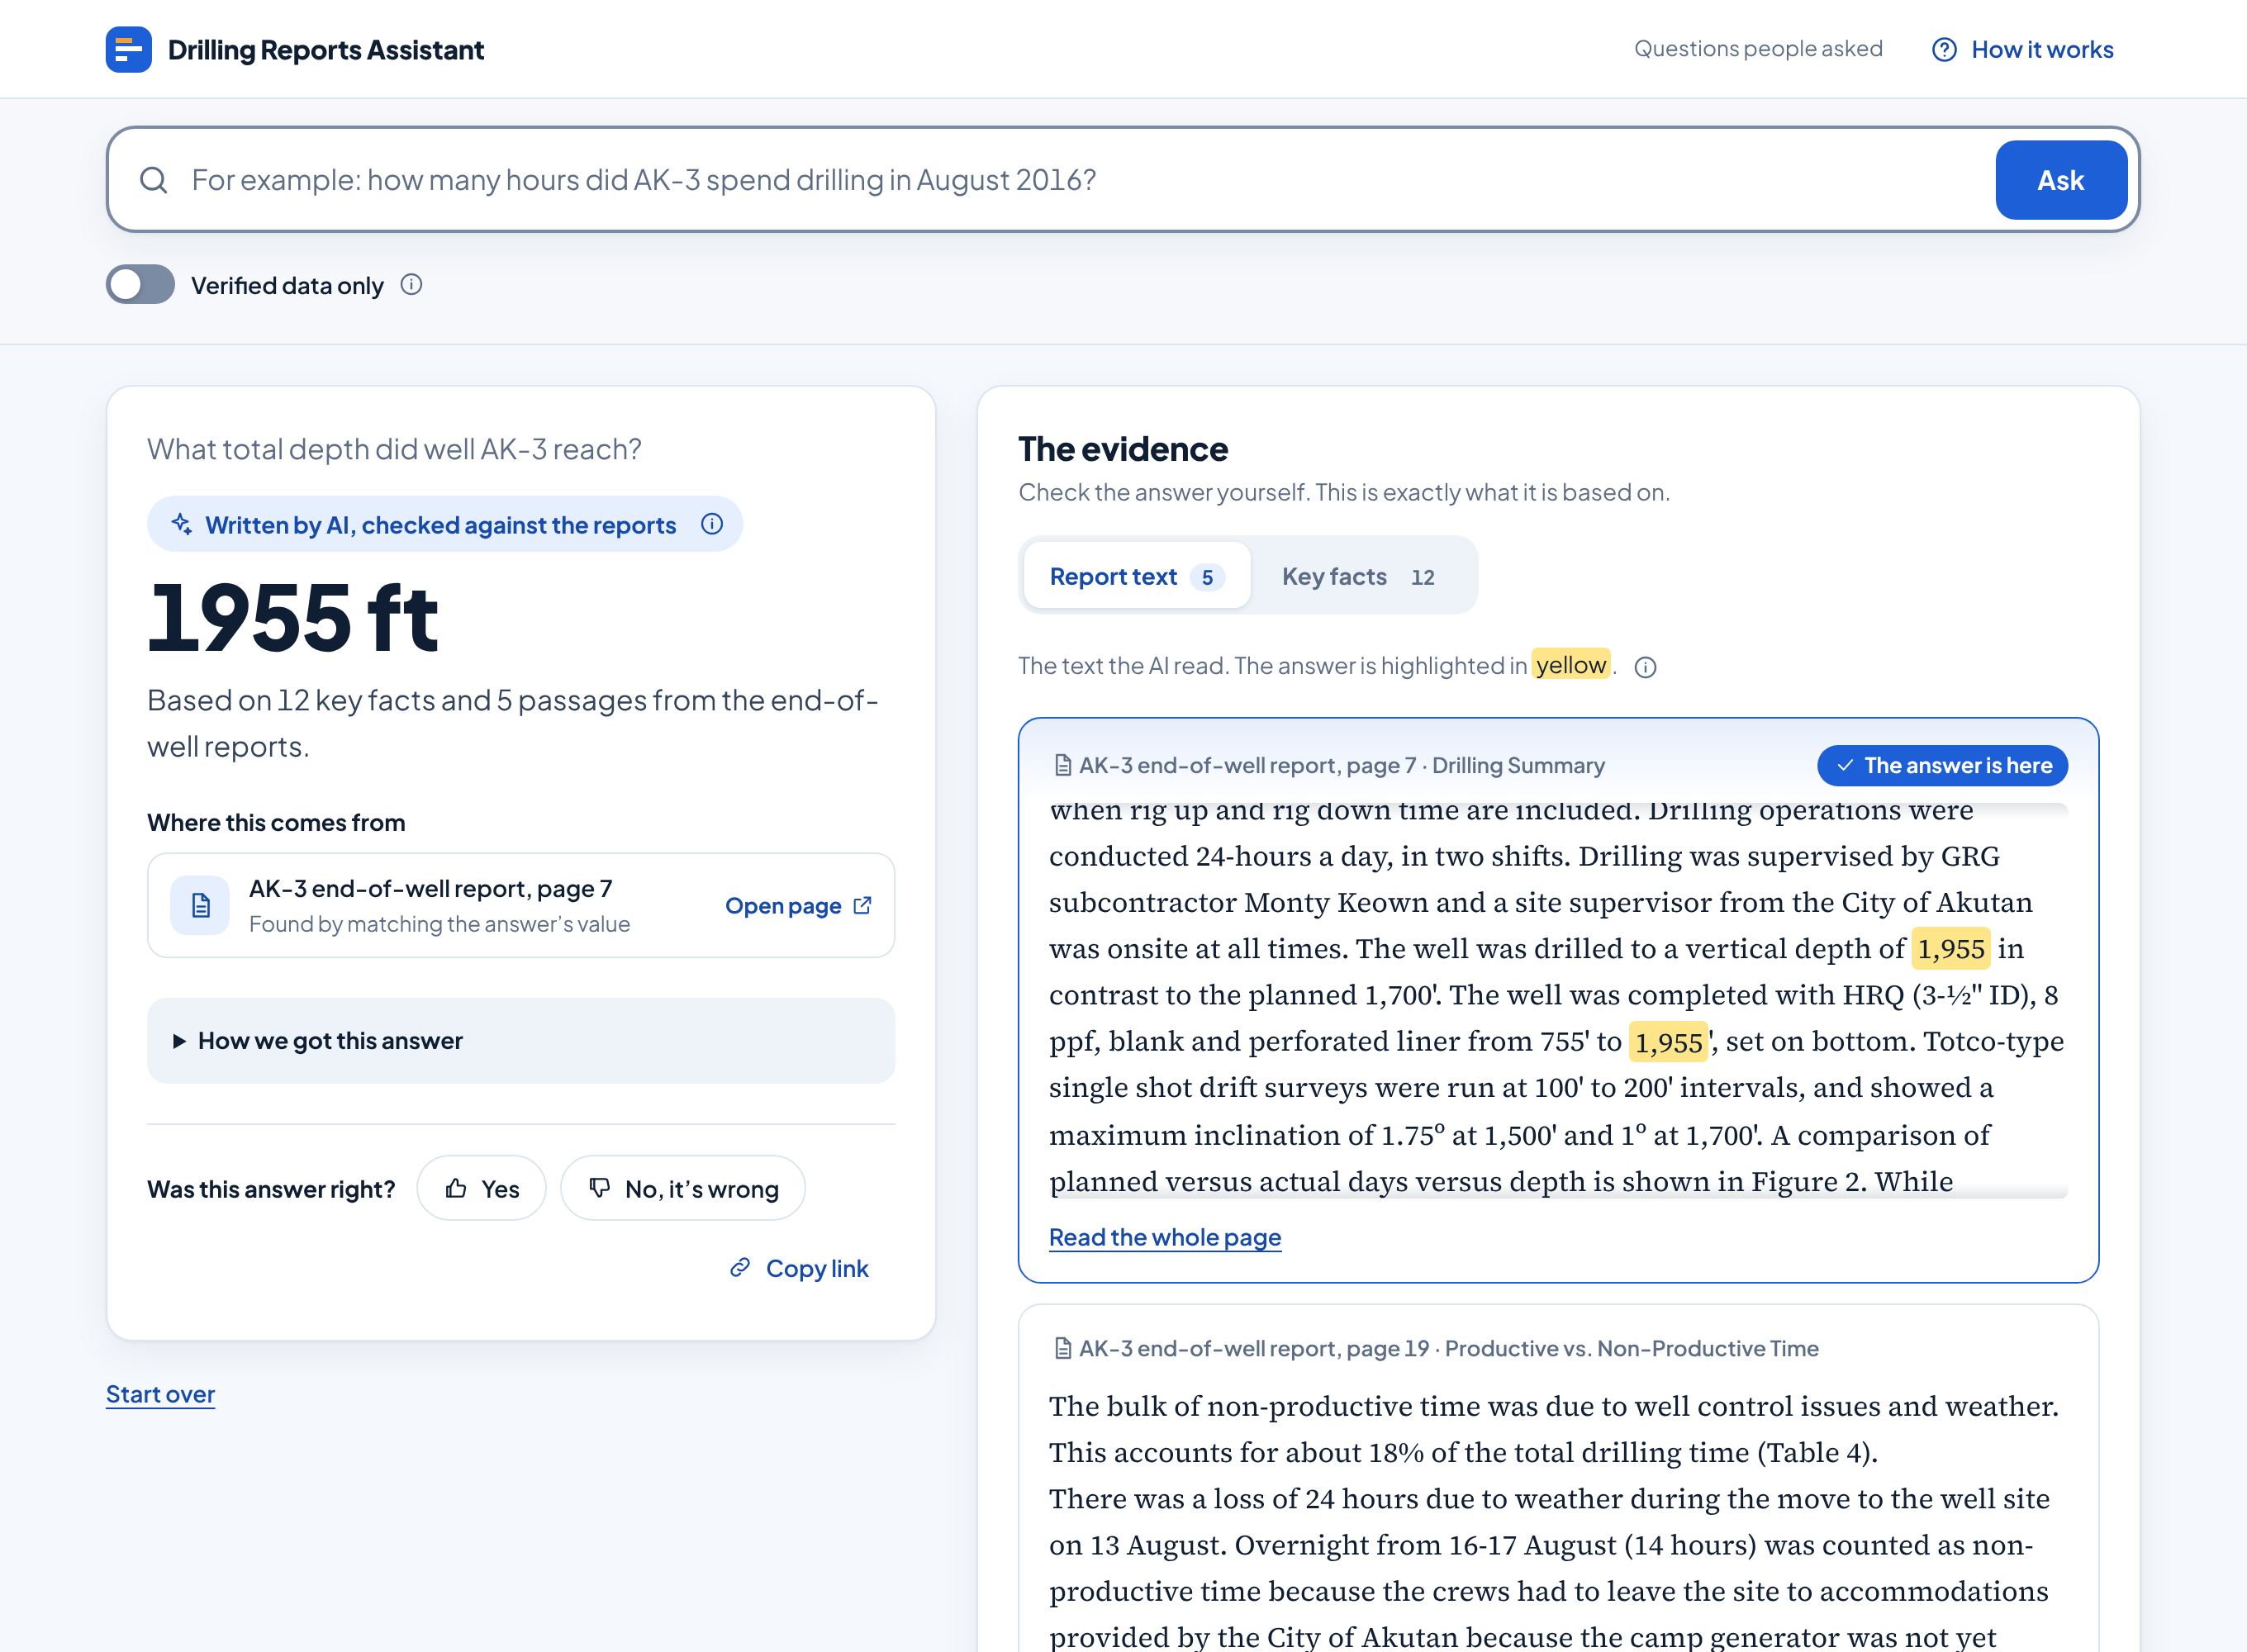 Drilling Reports Assistant
Questions people asked
How it works
For example: how many hours did AK-3 spend drilling in August 2016?
Ask
Verified data only
What total depth did well AK-3 reach?
Written by AI, checked against the reports
1955 ft
Based on 12 key facts and 5 passages from the end-of-
well reports.
Where this comes from
AK-3 end-of-well report, page 7
Found by matching the answer’s value
Open page
How we got this answer
Was this answer right?
Yes
No, it’s wrong
Copy link
Start over
The evidence
Check the answer yourself. This is exactly what it is based on.
Report text 5
Key facts 12
The text the AI read. The answer is highlighted in yellow.
AK-3 end-of-well report, page 7 · Drilling Summary
The answer is here
when rig up and rig down time are included. Drilling operations were
conducted 24-hours a day, in two shifts. Drilling was supervised by GRG
subcontractor Monty Keown and a site supervisor from the City of Akutan
was onsite at all times. The well was drilled to a vertical depth of 1,955 in
contrast to the planned 1,700'. The well was completed with HRQ (3-½" ID), 8
ppf, blank and perforated liner from 755' to 1,955', set on bottom. Totco-type
single shot drift surveys were run at 100' to 200' intervals, and showed a
maximum inclination of 1.75° at 1,500' and 1° at 1,700'. A comparison of
planned versus actual days versus depth is shown in Figure 2. While
Read the whole page
AK-3 end-of-well report, page 19 · Productive vs. Non-Productive Time
The bulk of non-productive time was due to well control issues and weather.
This accounts for about 18% of the total drilling time (Table 4).
There was a loss of 24 hours due to weather during the move to the well site
on 13 August. Overnight from 16-17 August (14 hours) was counted as non-
productive time because the crews had to leave the site to accommodations
provided by the City of Akutan because the camp generator was not yet